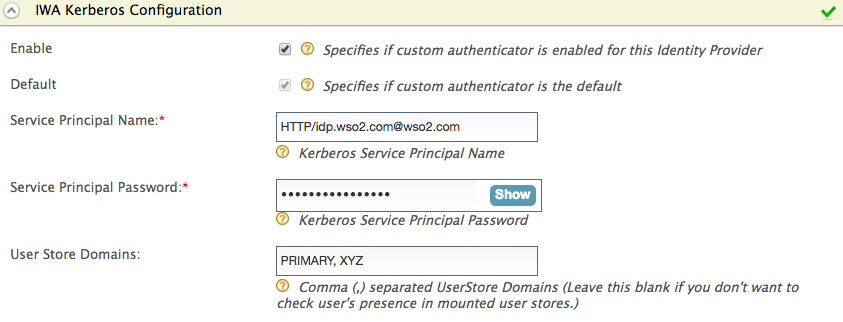 IWA Kerberos Configuration
Enable
Specifies if custom authenticator is enabled for this Identity Provider
Default
Specifies if custom authenticator is the default
Service Principal Name:*
HTTP/idp.wso2.com@wso2.com
Kerberos Service Principal Name
Service Principal Password:*
••••••••••••••••
Show
Kerberos Service Principal Password
User Store Domains:
PRIMARY, XYZ
Comma (,) separated UserStore Domains (Leave this blank if you don't want to
check user's presence in mounted user stores.)